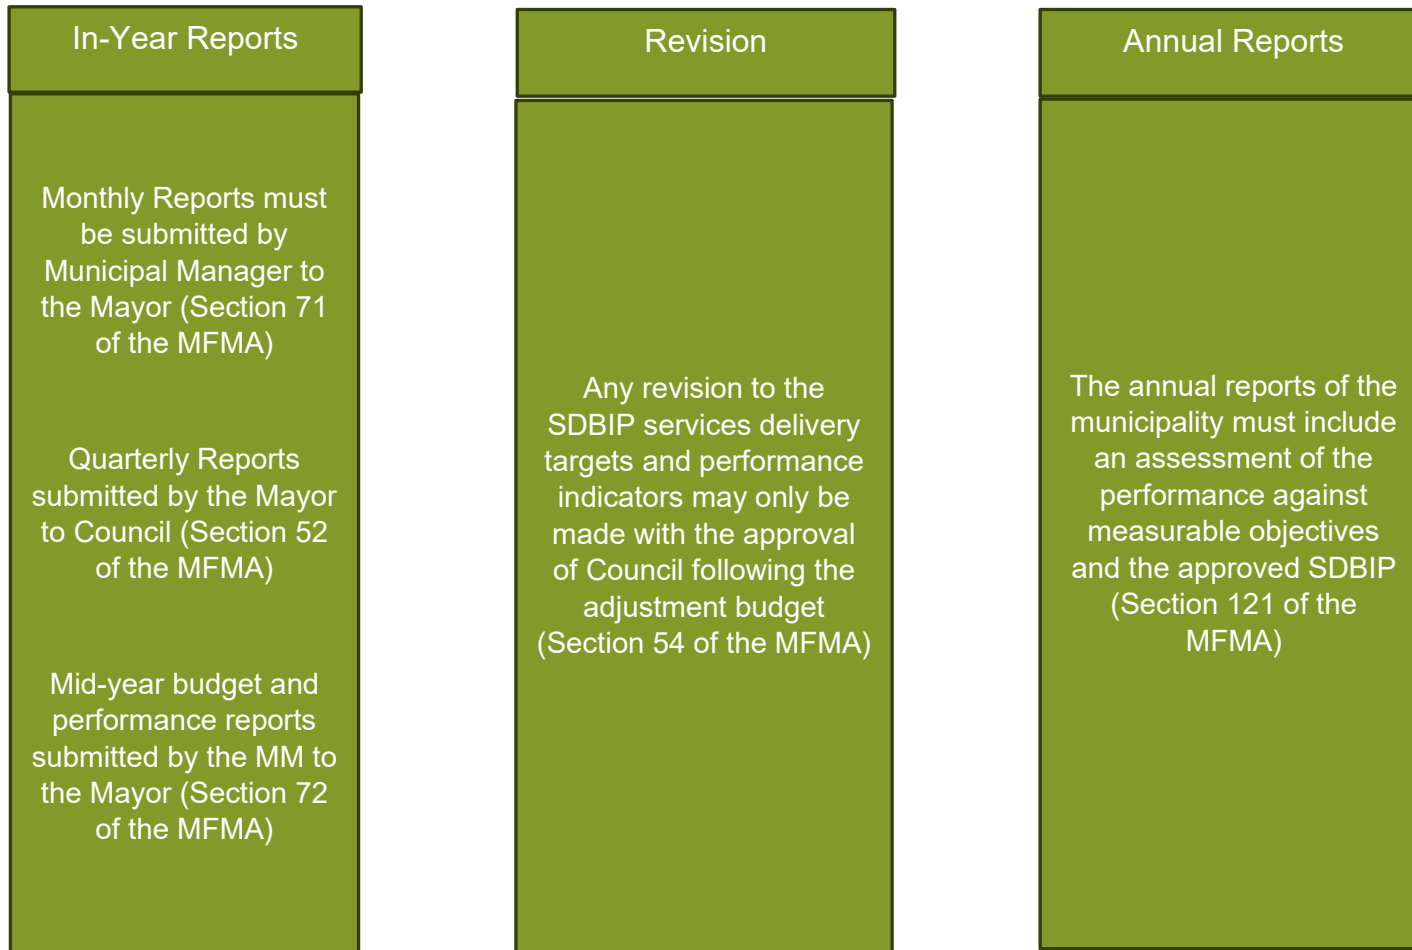 In-Year Reports
Monthly Reports must
be submitted by
Municipal Manager to
the Mayor (Section 71
of the MFMA)
Quarterly Reports
submitted by the Mayor
to Council (Section 52
of the MFMA)
Mid-year budget and
performance reports
submitted by the MM to
the Mayor (Section 72
of the MFMA)
Revision
Any revision to the
SDBIP services delivery
targets and performance
indicators may only be
made with the approval
of Council following the
adjustment budget
(Section 54 of the MFMA)
Annual Reports
The annual reports of the
municipality must include
an assessment of the
performance against
measurable objectives
and the approved SDBIP
(Section 121 of the
MFMA)